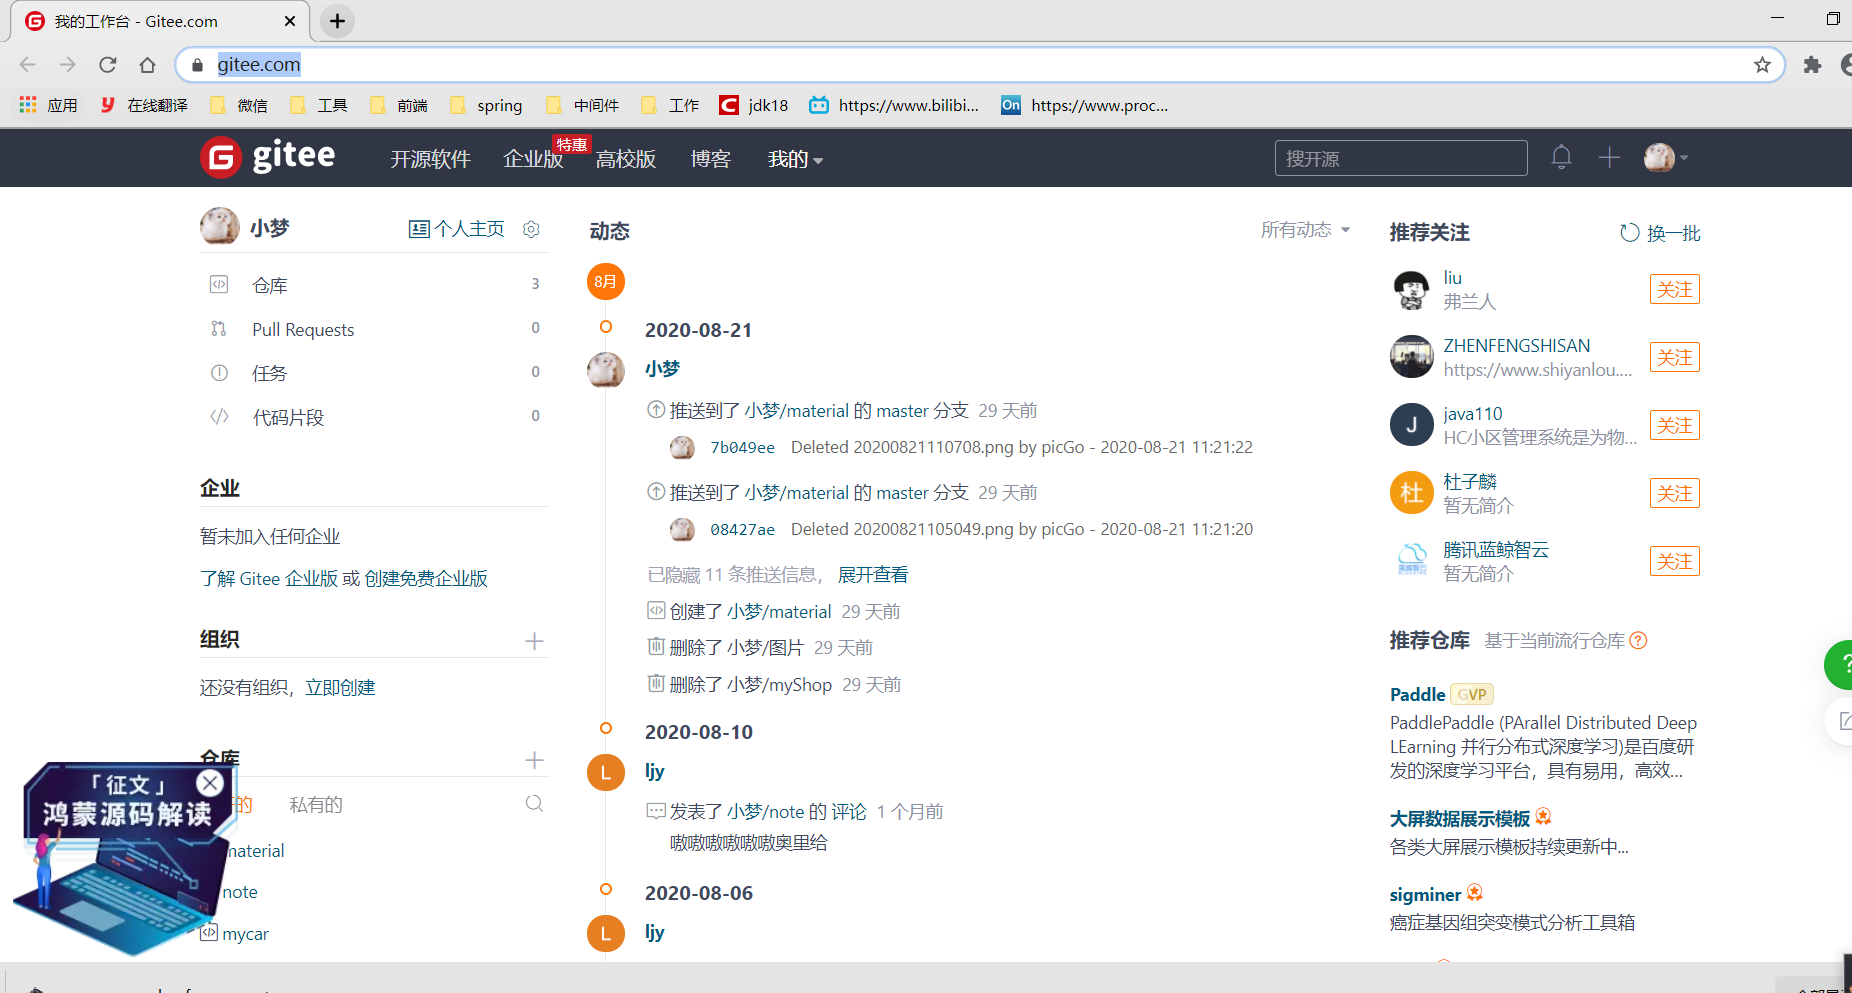 我的工作台 - Gitee.com
gitee.com
应用 在线翻译 微信 工具 前端 spring 中间件 工作 jdk18 https://www.bilibi... On https://www.proc...
gitee 开源软件 企业版 特惠 高校版 博客 我的 搜开源
小梦 个人主页
仓库 3
Pull Requests 0
任务 0
代码片段 0
企业
暂未加入任何企业
了解 Gitee 企业版 或 创建免费企业版
组织
还没有组织，立即创建
仓库
的 私有的
material
note
mycar
「征文」
鸿蒙源码解读
动态 所有动态
8月
2020-08-21
小梦
推送到了 小梦/material 的 master 分支 29 天前
7b049ee Deleted 20200821110708.png by picGo - 2020-08-21 11:21:22
推送到了 小梦/material 的 master 分支 29 天前
08427ae Deleted 20200821105049.png by picGo - 2020-08-21 11:21:20
已隐藏 11 条推送信息， 展开查看
创建了 小梦/material 29 天前
删除了 小梦/图片 29 天前
删除了 小梦/myShop 29 天前
2020-08-10
L ljy
发表了 小梦/note 的 评论 1 个月前
嗷嗷嗷嗷嗷嗷奥里给
2020-08-06
L ljy
推荐关注 换一批
liu 关注
弗兰人
ZHENFENGSHISAN 关注
https://www.shiyanlou....
J java110 关注
HC小区管理系统是为物...
杜 杜子麟 关注
暂无简介
腾讯蓝鲸智云 关注
暂无简介
推荐仓库 基于当前流行仓库 ?
Paddle GVP
PaddlePaddle (PArallel Distributed Deep
LEarning 并行分布式深度学习)是百度研
发的深度学习平台，具有易用，高效...
大屏数据展示模板
各类大屏展示模板持续更新中...
sigminer
癌症基因组突变模式分析工具箱
?